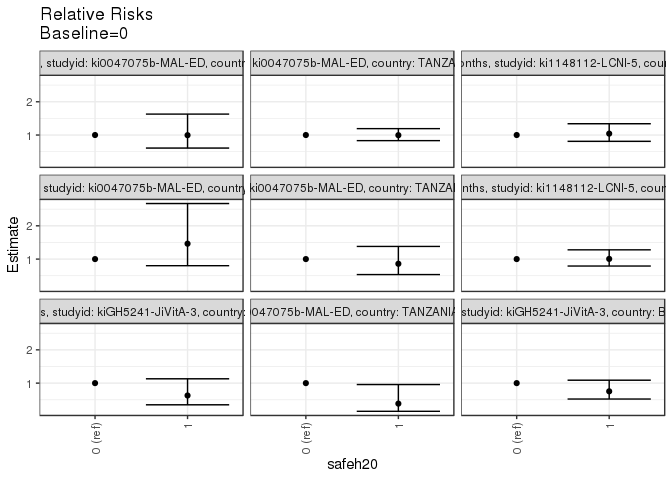 Relative Risks
Baseline=0
, studyid: ki0047075b-MAL-ED, countr
ki0047075b-MAL-ED, country: TANZA
onths, studyid: ki1148112-LCNI-5, cour
2
1
studyid: ki0047075b-MAL-ED, country
ki0047075b-MAL-ED, country: TANZAI
nths, studyid: ki1148112-LCNI-5, coun
2
1
Estimate
s, studyid: kiGH5241-JiVitA-3, country:
0047075b-MAL-ED, country: TANZANIA
studyid: kiGH5241-JiVitA-3, country: B
2
1
0 (ref)
1
0 (ref)
1
0 (ref)
1
safeh20